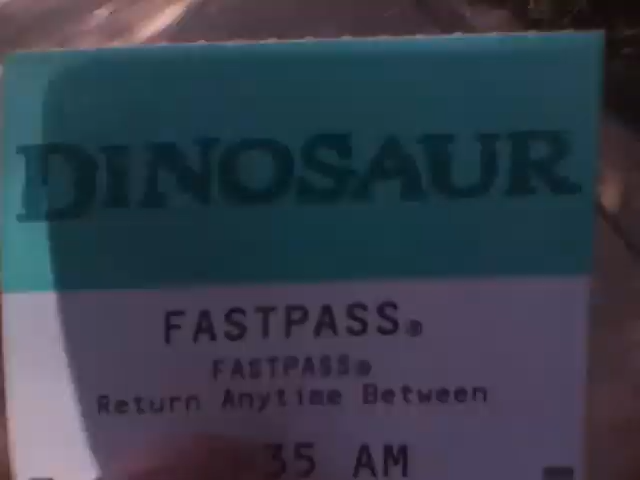 DINOSAUR
FASTPASS®
FASTPASS®
Return Anytime Between
35 AM